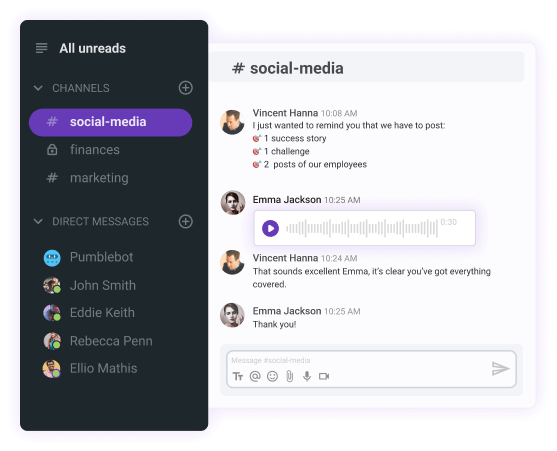 All unreads
CHANNELS
# social-media
finances
# marketing
DIRECT MESSAGES
Pumblebot
John Smith
Eddie Keith
Rebecca Penn
Ellio Mathis
# social-media
Vincent Hanna 10:08 AM
I just wanted to remind you that we have to post:
🎯 1 success story
🎯 1 challenge
🎯 2 posts of our employees
Emma Jackson 10:25 AM
0:30
Vincent Hanna 10:24 AM
That sounds excellent Emma, it's clear you've got everything
covered.
Emma Jackson 10:25 AM
Thank you!
Message #social-media
Tт @